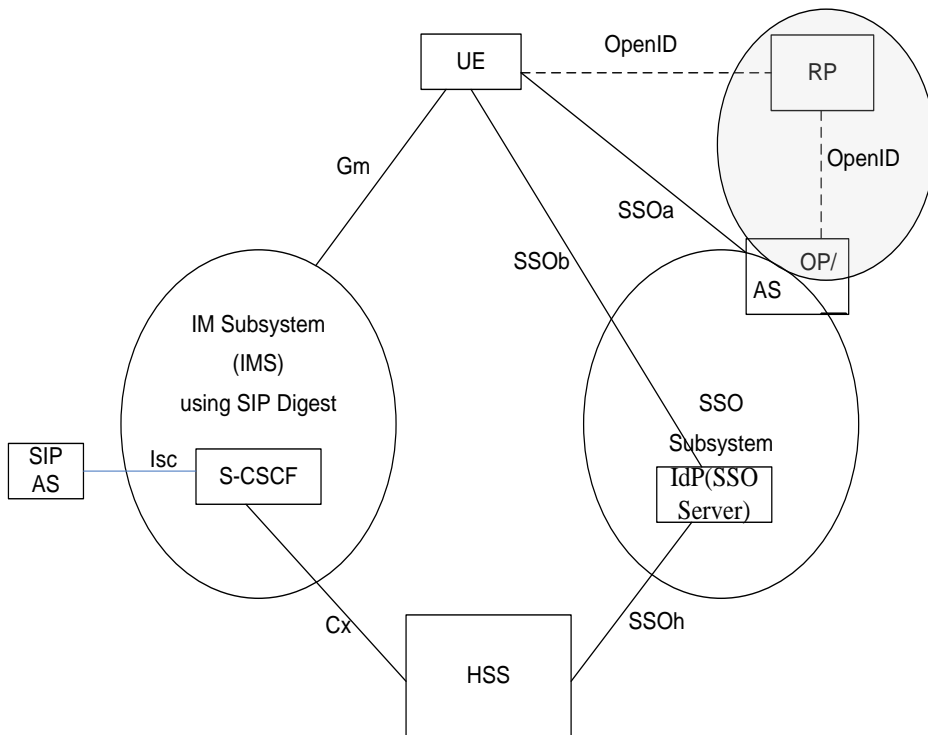 OpenID
UE
RP
OpenID
Gm
SSOa
SSOb
OP/
AS
IM Subsystem
(IMS)
using SIP Digest
SSO
Subsystem
SIP
AS
Isc
S-CSCF
IdP(SSO
Server)
Cx
SSOh
HSS